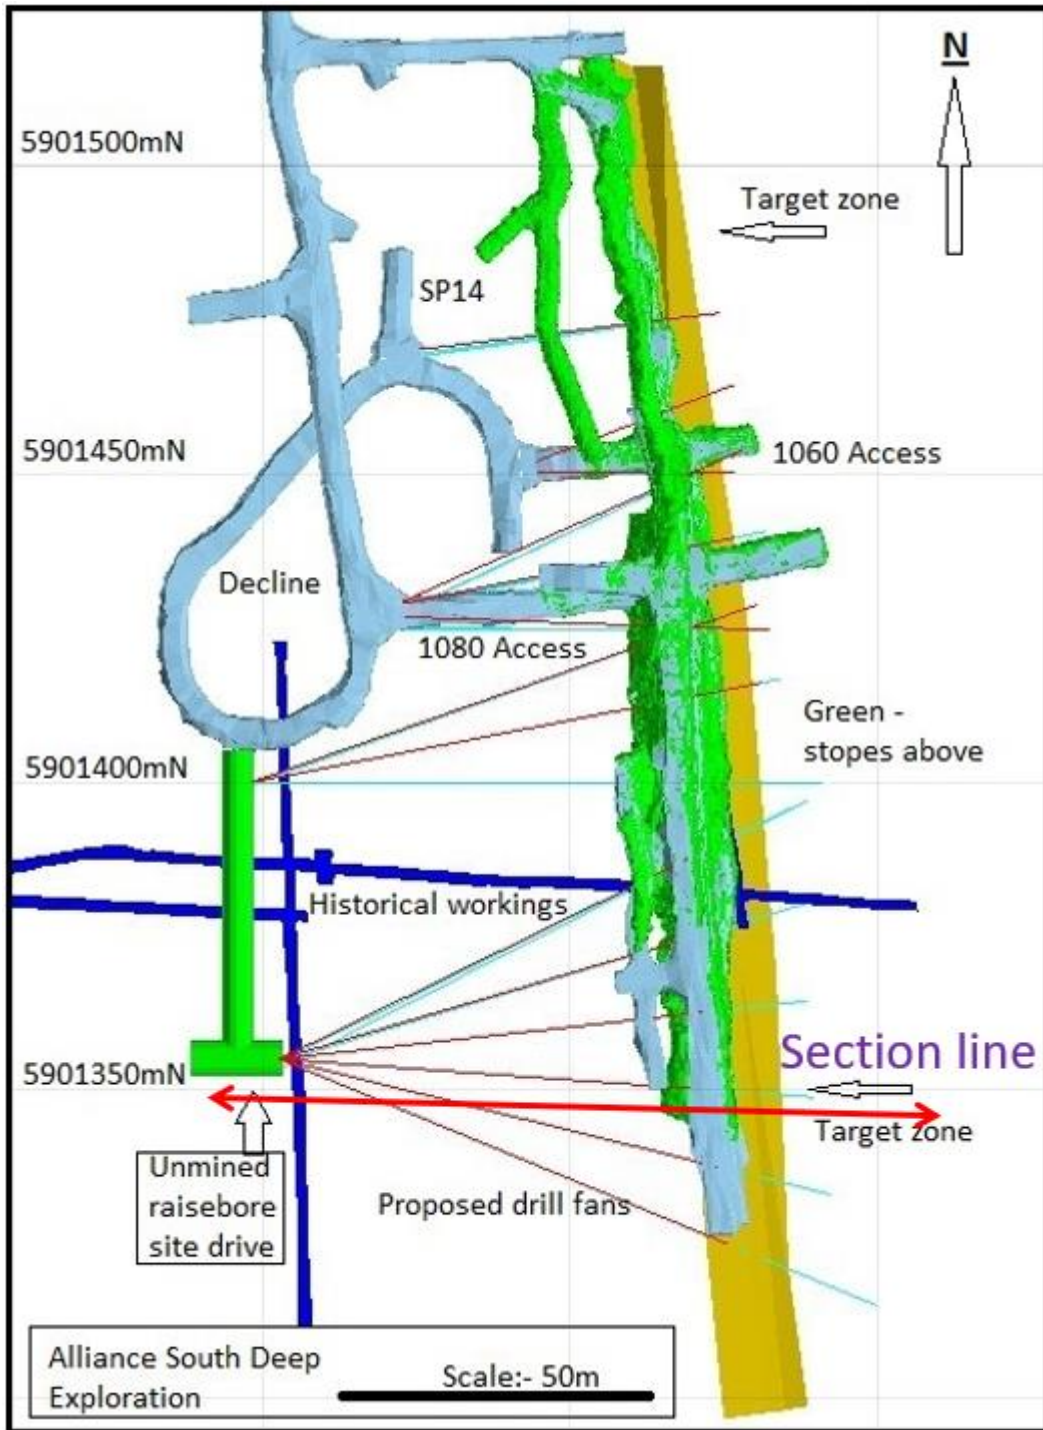 N
5901500mN
Target zone
SP14
5901450mN
1060 Access
Decline
1080 Access
Green -
stopes above
5901400mN
Historical workings
Section line
5901350mN
Target zone
Unmined
raisebore
site drive
Proposed drill fans
Alliance South Deep
Exploration
Scale:- 50m